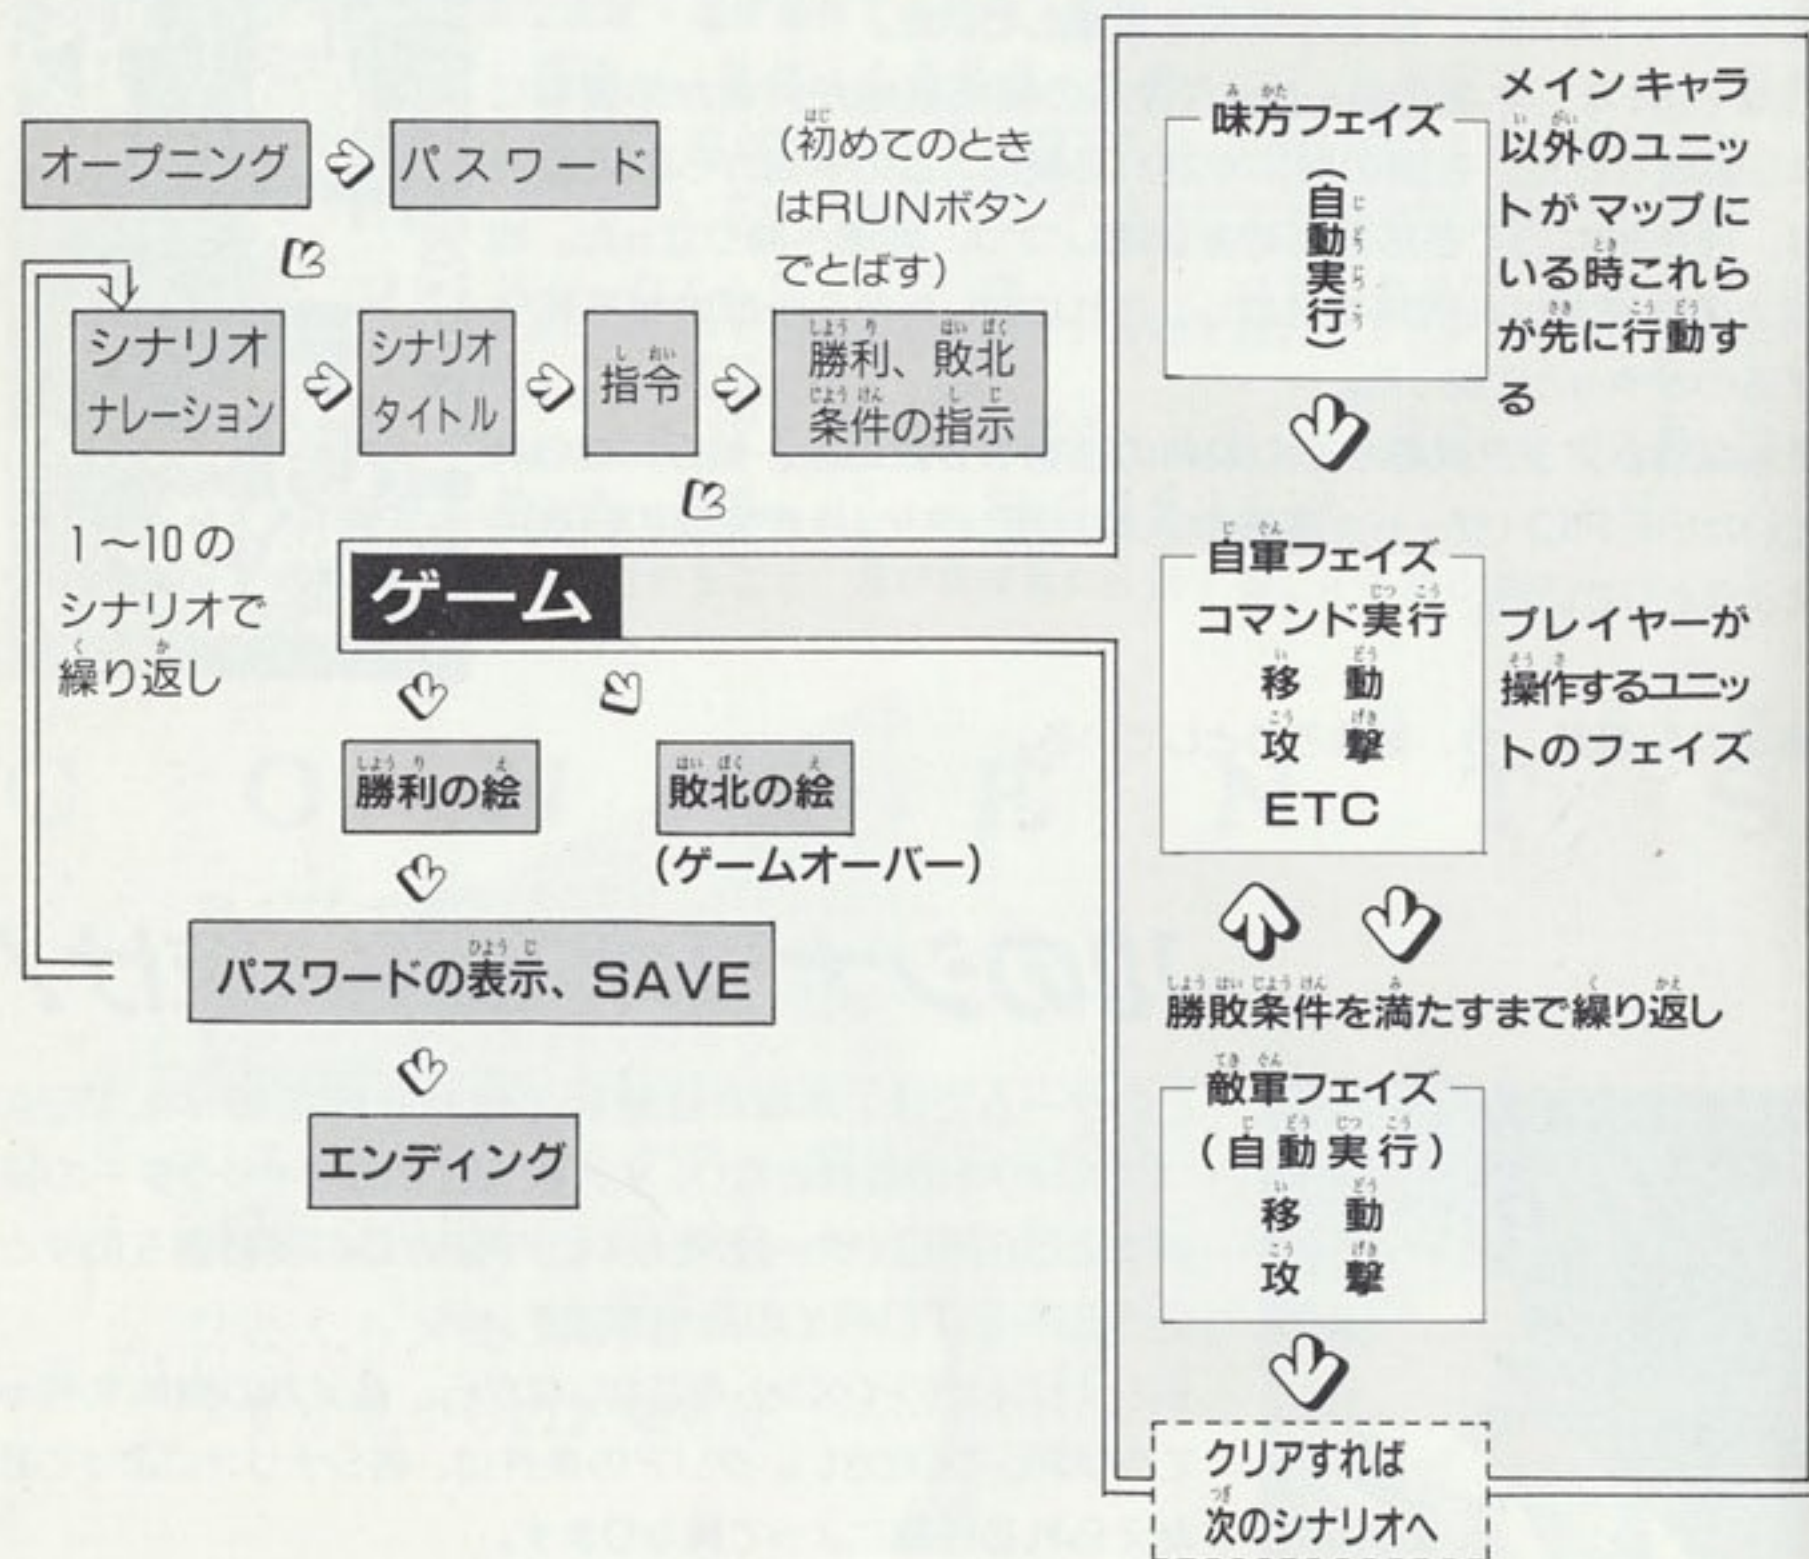 オープニング
パスワード
(初めてのとき
はRUNボタン
でとばす)
シナリオ
ナレーション
シナリオ
タイトル
指令
勝利、敗北
条件の指示
1～10の
シナリオで
繰り返し
ゲーム
勝利の絵
敗北の絵
(ゲームオーバー)
パスワードの表示、SAVE
エンディング
味方フェイズ
(自動実行)
メインキャラ
以外のユニッ
トがマップに
いる時これら
が先に行動す
る
自軍フェイズ
コマンド実行
移 動
攻 撃
ETC
プレイヤーが
操作するユニッ
トのフェイズ
勝敗条件を満たすまで繰り返し
敵軍フェイズ
(自動実行)
移 動
攻 撃
クリアすれば
次のシナリオへ